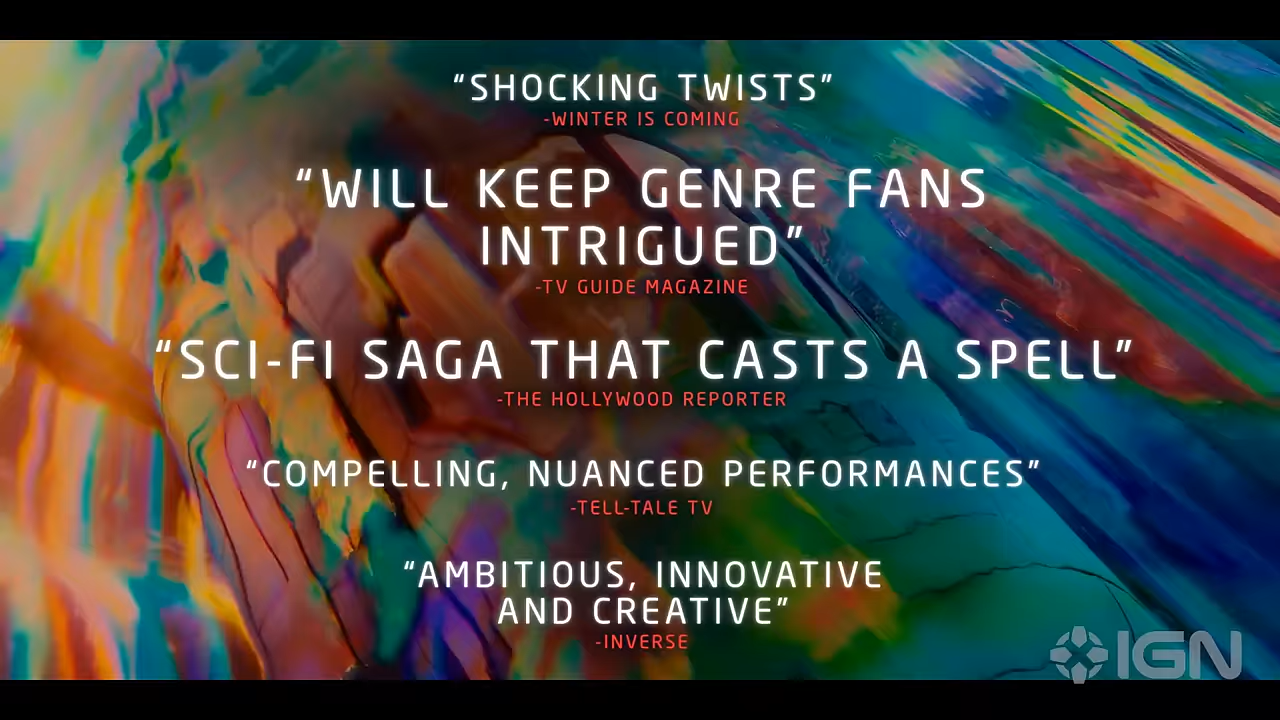 “SHOCKING TWISTS”
-WINTER IS COMING
“WILL KEEP GENRE FANS
INTRIGUED”
-TV GUIDE MAGAZINE
“SCI-FI SAGA THAT CASTS A SPELL”
-THE HOLLYWOOD REPORTER
“COMPELLING, NUANCED PERFORMANCES”
-TELL-TALE TV
“AMBITIOUS, INNOVATIVE
AND CREATIVE”
-INVERSE
IGN